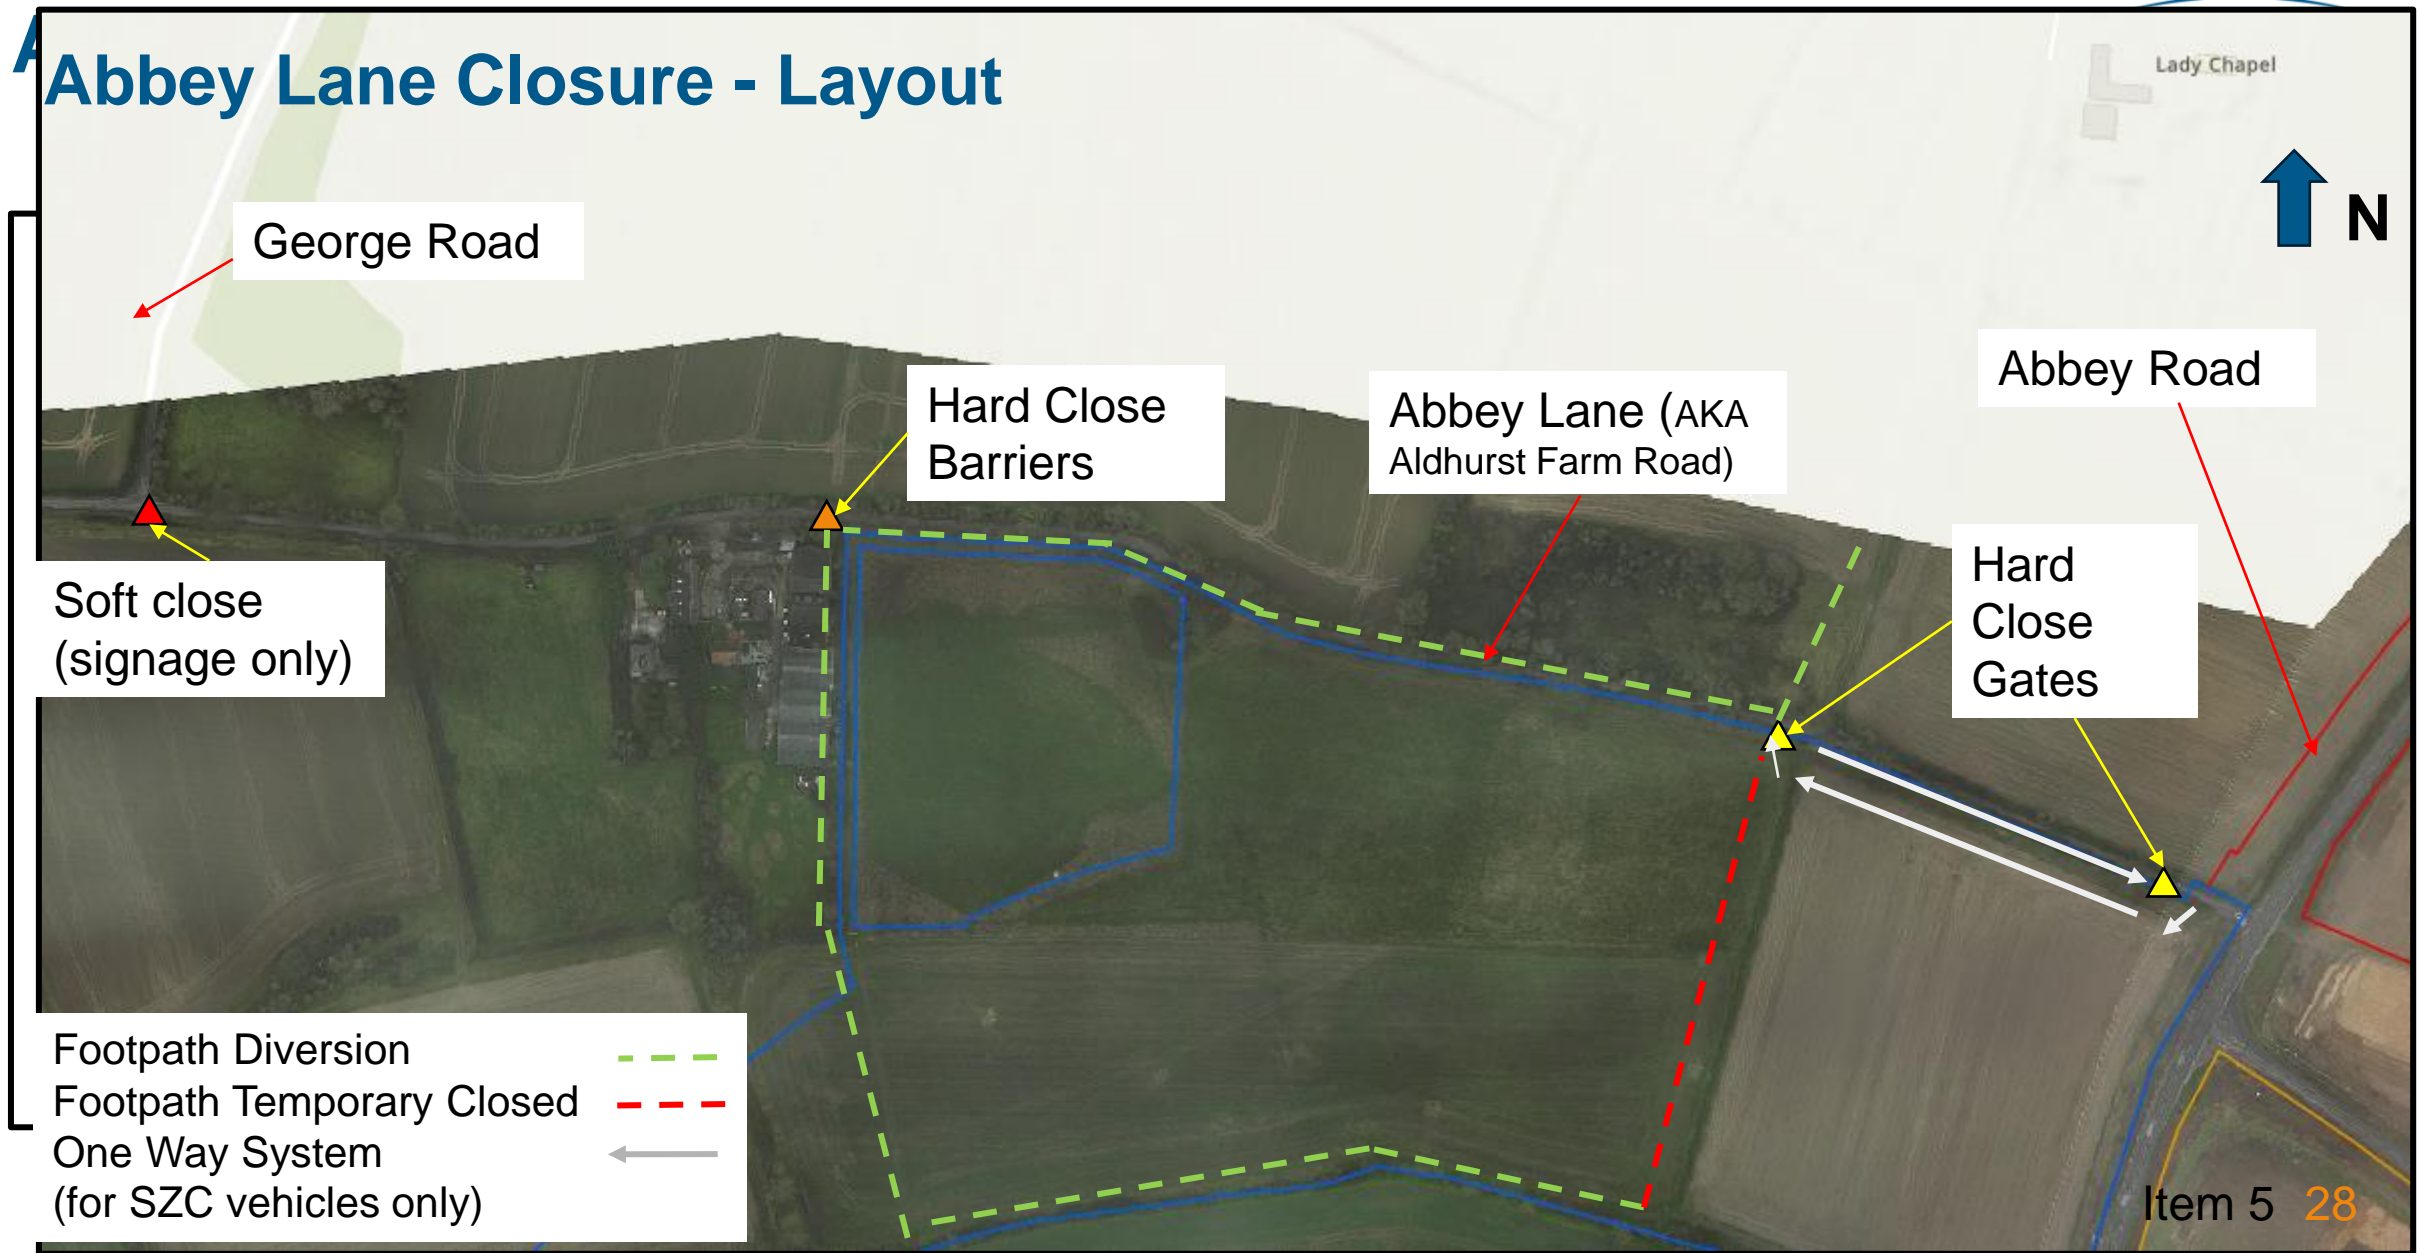 A
Abbey Lane Closure - Layout
Lady Chapel
N
George Road
Abbey Road
Hard Close
Barriers
Abbey Lane (AKA
Aldhurst Farm Road)
Hard
Close
Gates
Soft close
(signage only)
Footpath Diversion
Footpath Temporary Closed
One Way System
(for SZC vehicles only)
Item 5 28